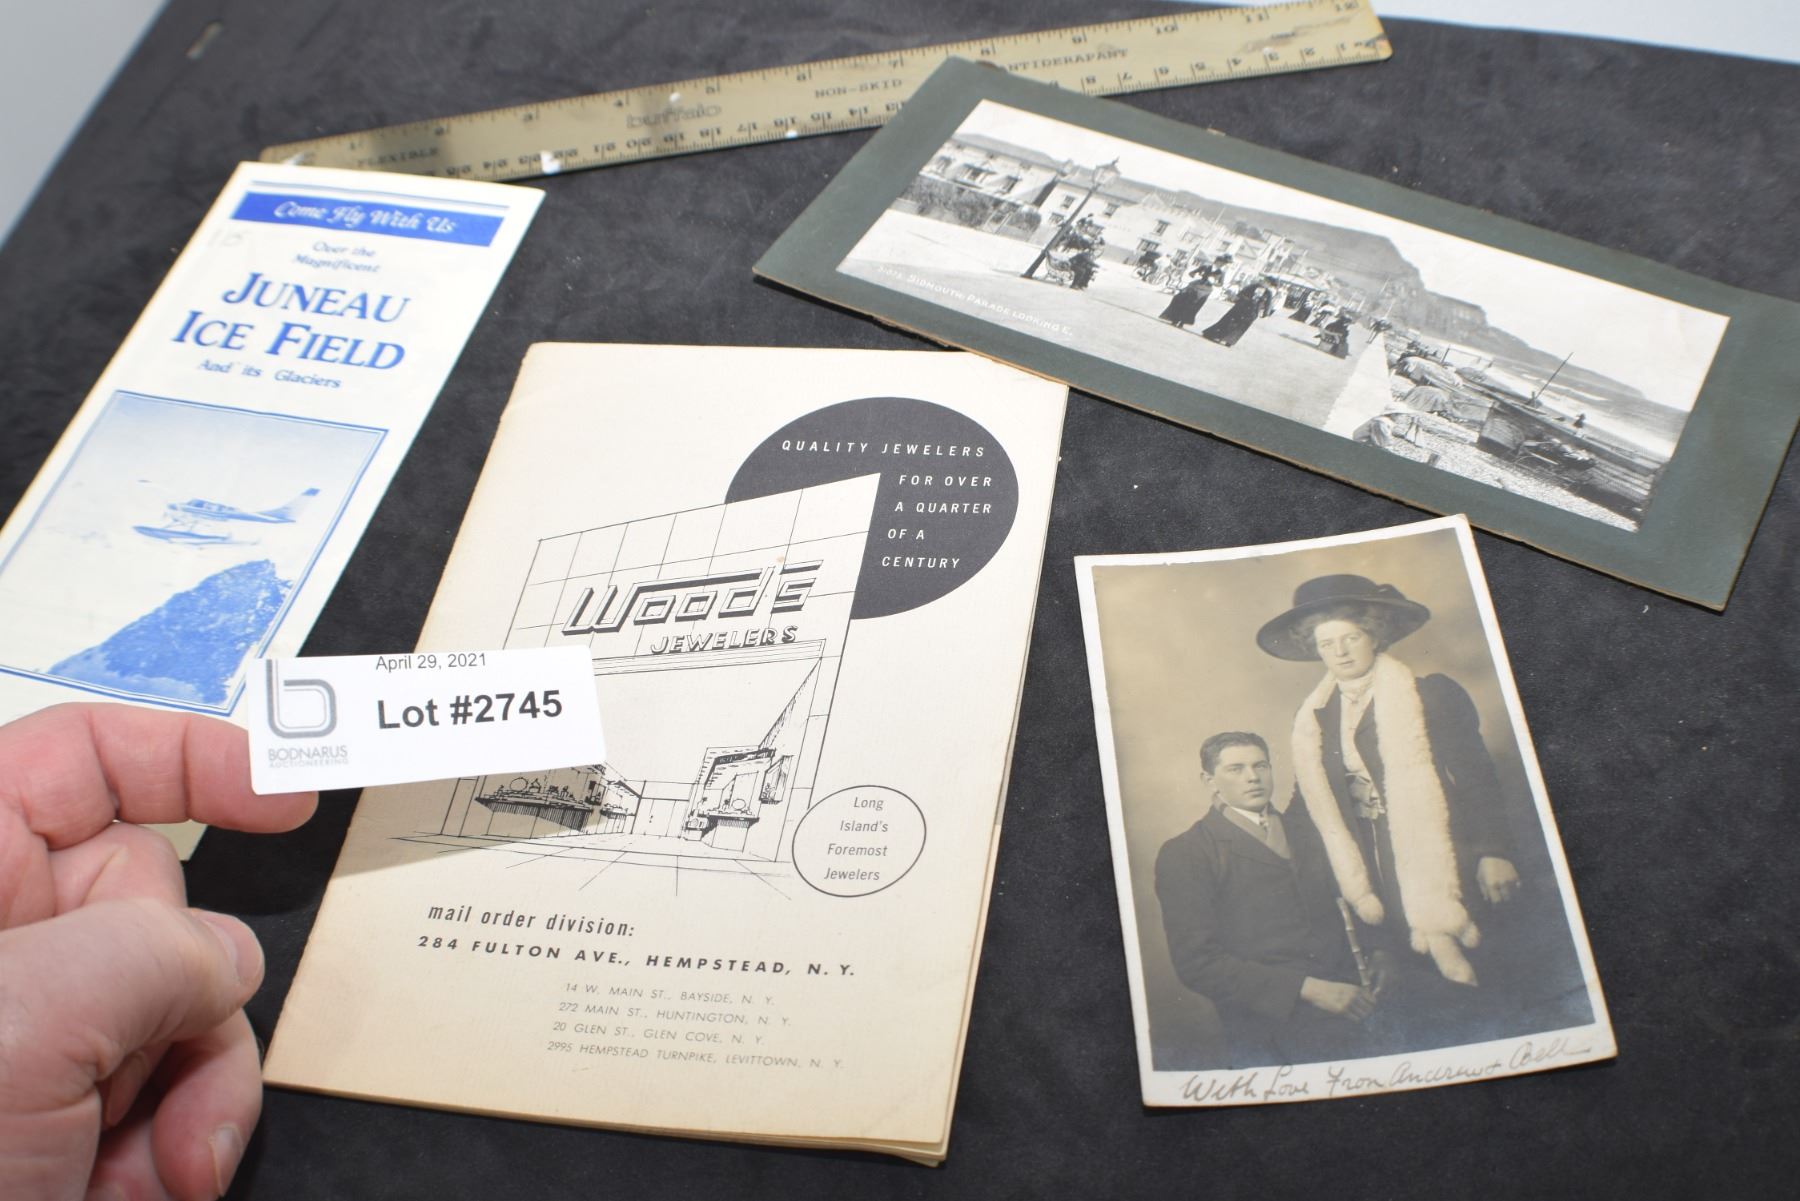 FLEXIBLE
buffalo
NON-SKID
ANTIDERAPANT
Come Fly With Us
Over the
Magnificent
JUNEAU
ICE FIELD
And its Glaciers
SIDMOUTH. PARADE LOOKING E.
QUALITY JEWELERS
FOR OVER
A QUARTER
OF A
CENTURY
Wood's
JEWELERS
Long
Island's
Foremost
Jewelers
mail order division:
284 FULTON AVE., HEMPSTEAD, N. Y.
14 W. MAIN ST., BAYSIDE, N. Y.
272 MAIN ST., HUNTINGTON, N. Y.
20 GLEN ST., GLEN COVE, N. Y.
2995 HEMPSTEAD TURNPIKE, LEVITTOWN, N. Y.
April 29, 2021
Lot #2745
BODNARUS
AUCTIONEERING
With Love From Andrew & Bell